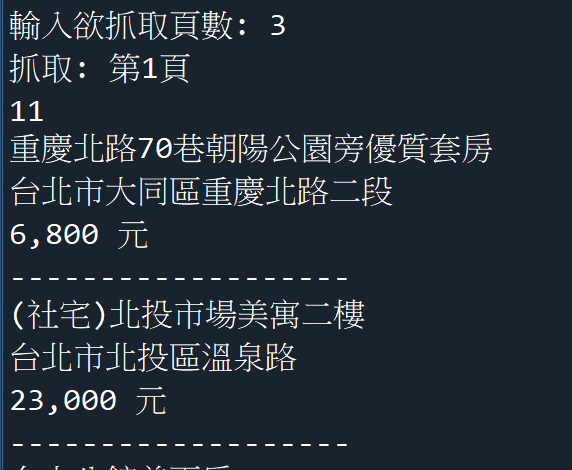 輸入欲抓取頁數: 3
抓取: 第1頁
11
重慶北路70巷朝陽公園旁優質套房
台北市大同區重慶北路二段
6,800 元
-------------------
(社宅)北投市場美寓二樓
台北市北投區溫泉路
23,000 元
-------------------